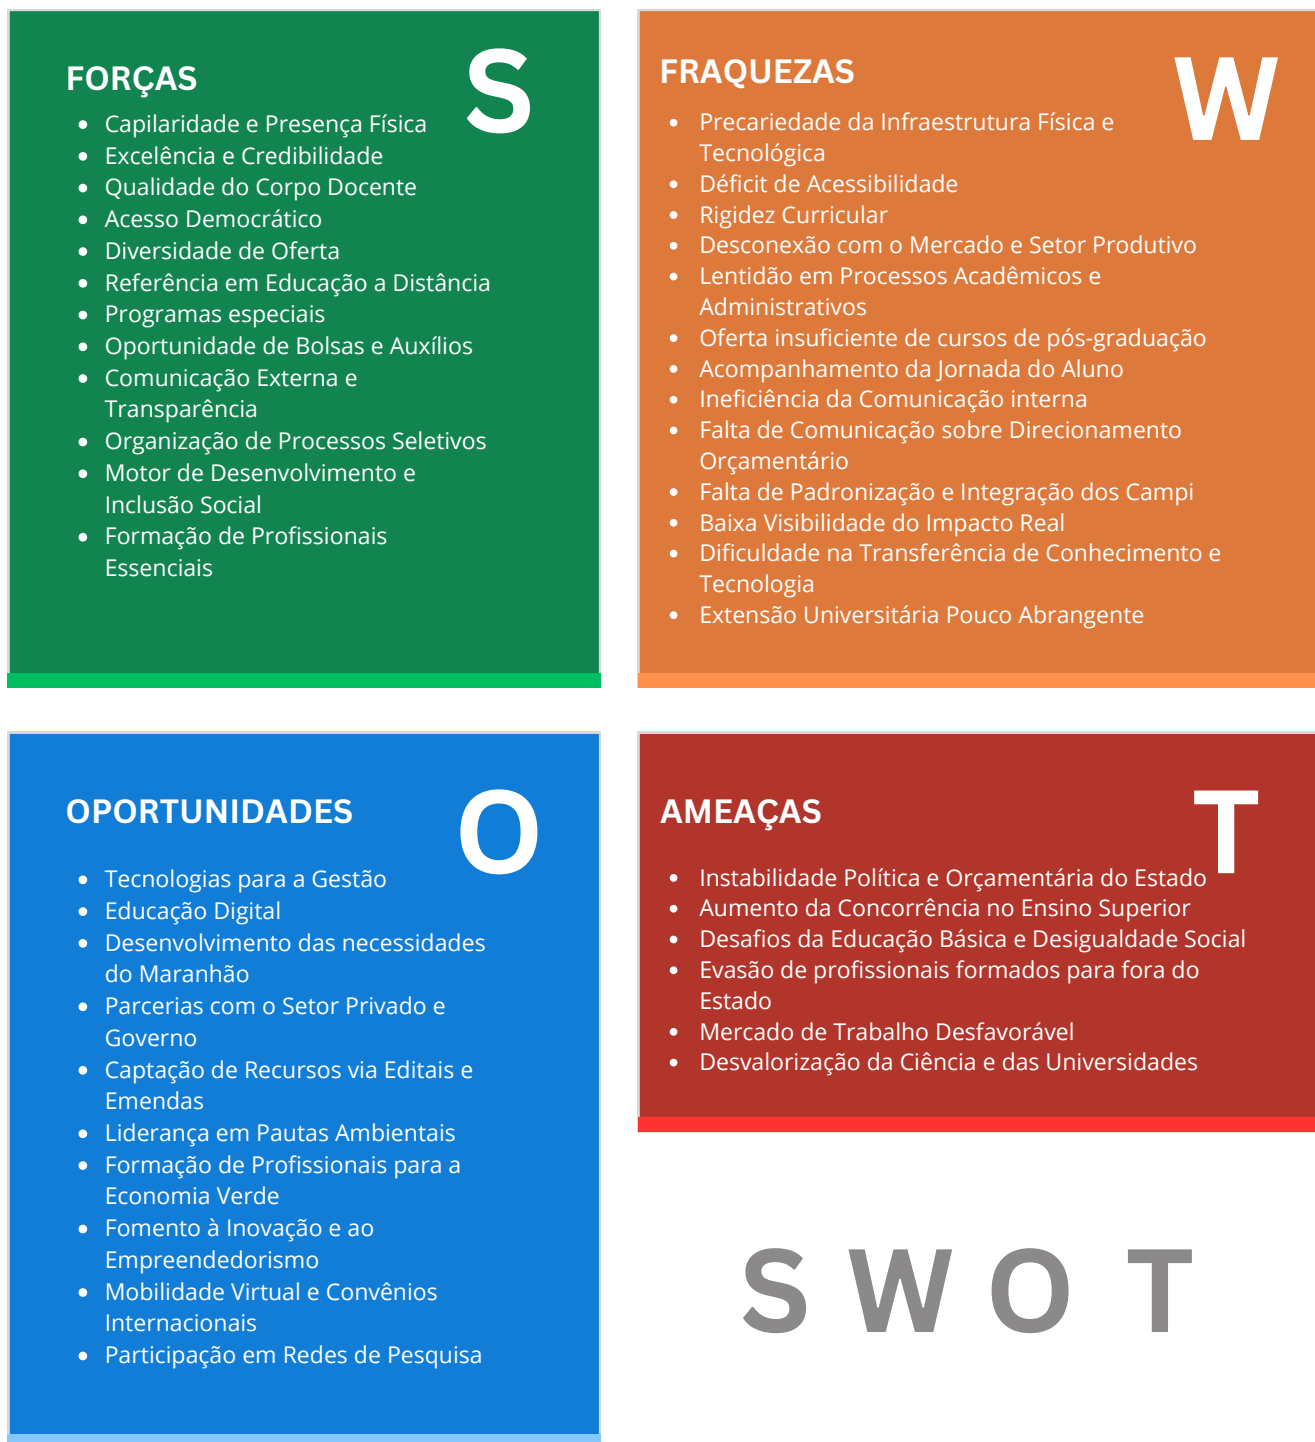 FORÇAS
S
• Capilaridade e Presença Física
• Excelência e Credibilidade
• Qualidade do Corpo Docente
• Acesso Democrático
• Diversidade de Oferta
• Referência em Educação a Distância
• Programas especiais
• Oportunidade de Bolsas e Auxílios
• Comunicação Externa e
Transparência
• Organização de Processos Seletivos
• Motor de Desenvolvimento e
Inclusão Social
• Formação de Profissionais
Essenciais
FRAQUEZAS
W
• Precariedade da Infraestrutura Física e
Tecnológica
• Déficit de Acessibilidade
• Rigidez Curricular
• Desconexão com o Mercado e Setor Produtivo
• Lentidão em Processos Acadêmicos e
Administrativos
• Oferta insuficiente de cursos de pós-graduação
• Acompanhamento da Jornada do Aluno
• Ineficiência da Comunicação interna
• Falta de Comunicação sobre Direcionamento
Orçamentário
• Falta de Padronização e Integração dos Campi
• Baixa Visibilidade do Impacto Real
• Dificuldade na Transferência de Conhecimento e
Tecnologia
• Extensão Universitária Pouco Abrangente
OPORTUNIDADES
O
• Tecnologias para a Gestão
• Educação Digital
• Desenvolvimento das necessidades
do Maranhão
• Parcerias com o Setor Privado e
Governo
• Captação de Recursos via Editais e
Emendas
• Liderança em Pautas Ambientais
• Formação de Profissionais para a
Economia Verde
• Fomento à Inovação e ao
Empreendedorismo
• Mobilidade Virtual e Convênios
Internacionais
• Participação em Redes de Pesquisa
AMEAÇAS
T
• Instabilidade Política e Orçamentária do Estado
• Aumento da Concorrência no Ensino Superior
• Desafios da Educação Básica e Desigualdade Social
• Evasão de profissionais formados para fora do
Estado
• Mercado de Trabalho Desfavorável
• Desvalorização da Ciência e das Universidades
S W O T